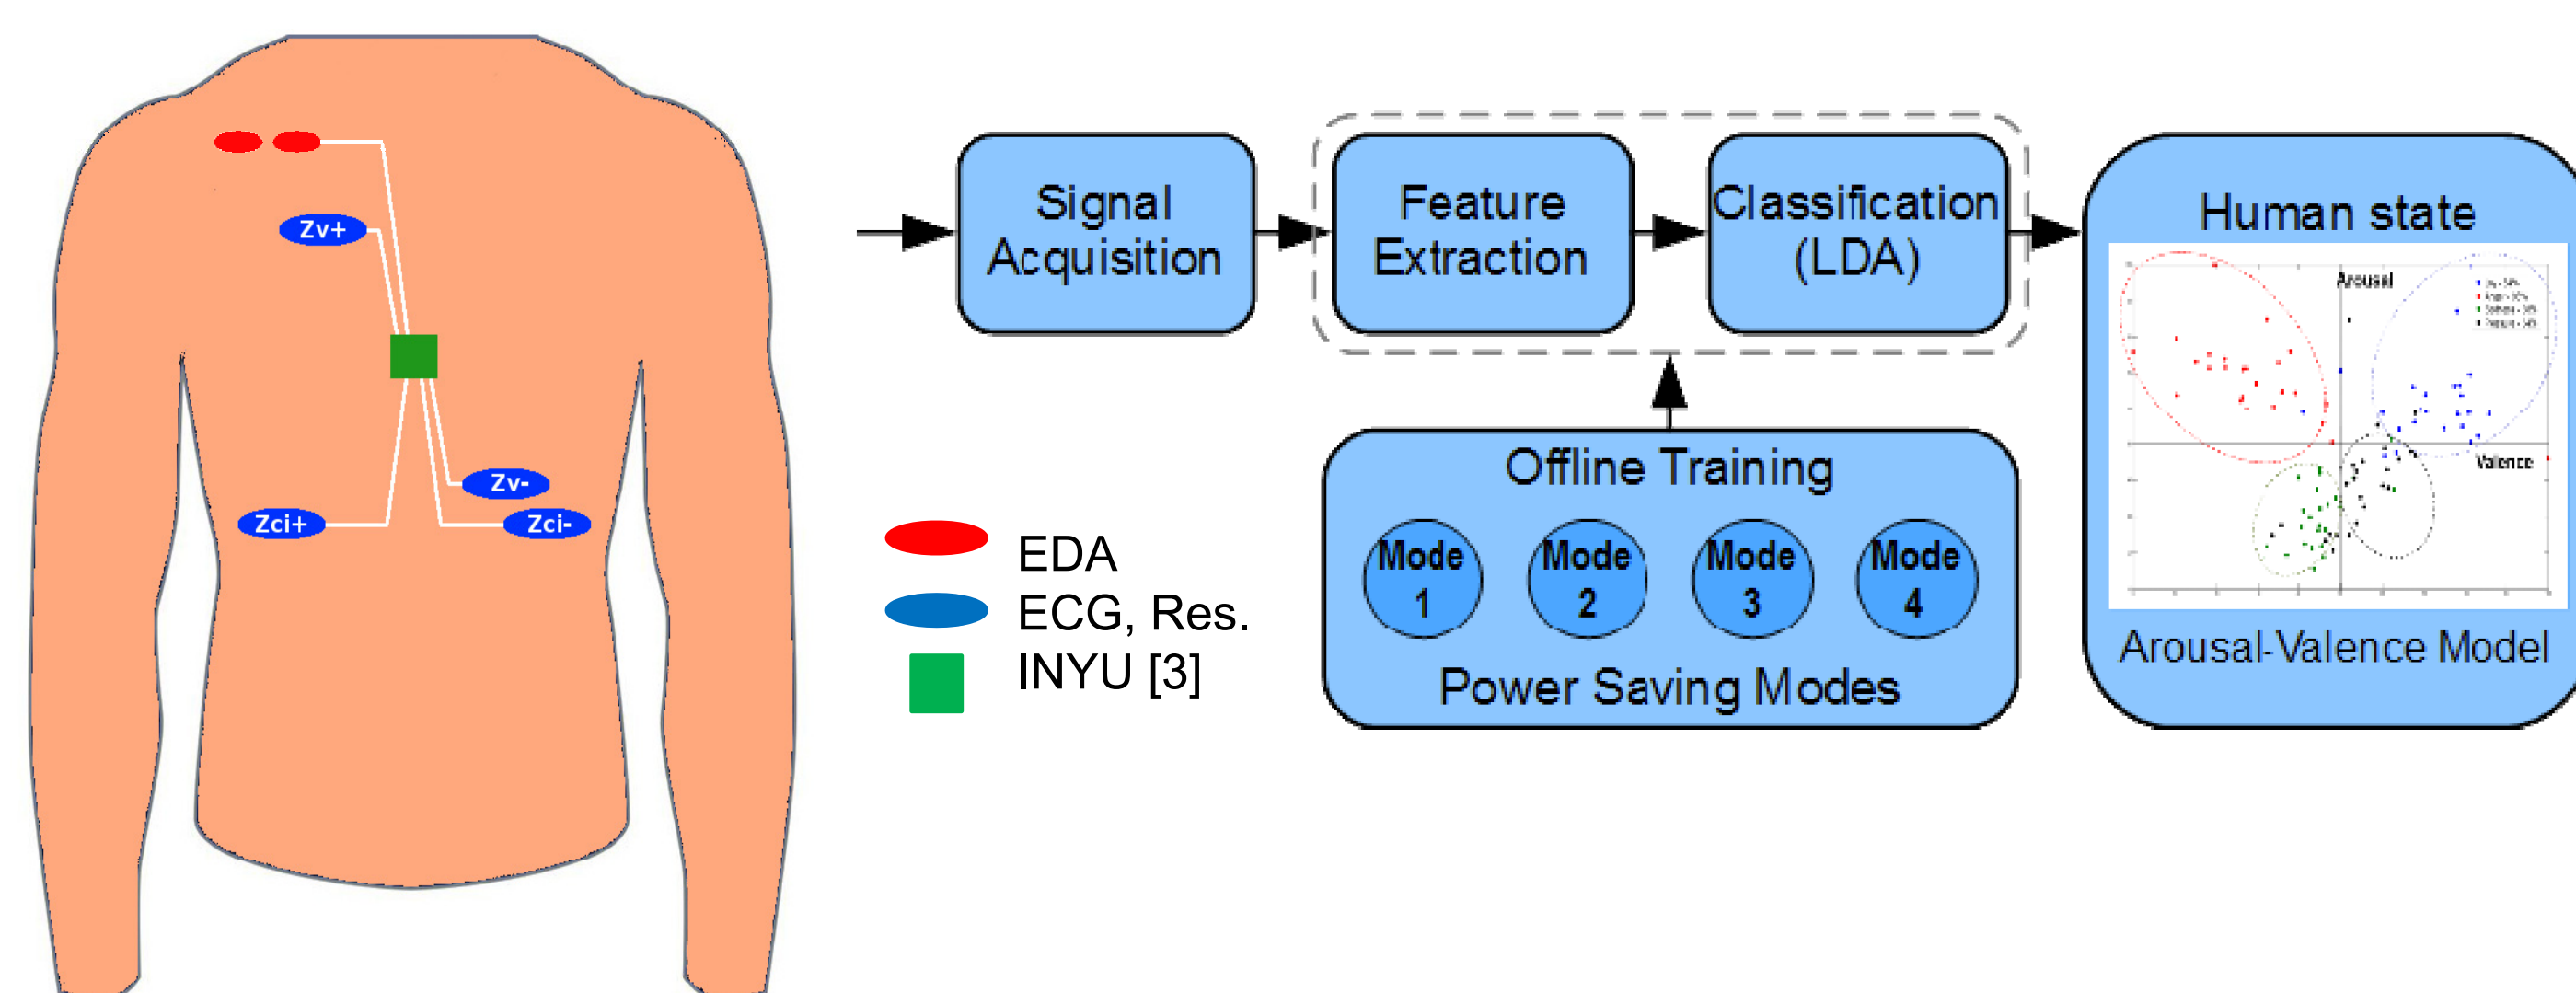 Zv+
Zv-
Zci+
Zci-
EDA
ECG, Res.
INYU [3]
Signal
Acquisition
Feature
Extraction
Classification
(LDA)
Offline Training
Mode
1
Mode
2
Mode
3
Mode
4
Power Saving Modes
Human state
Arousal
Valence
Arousal-Valence Model